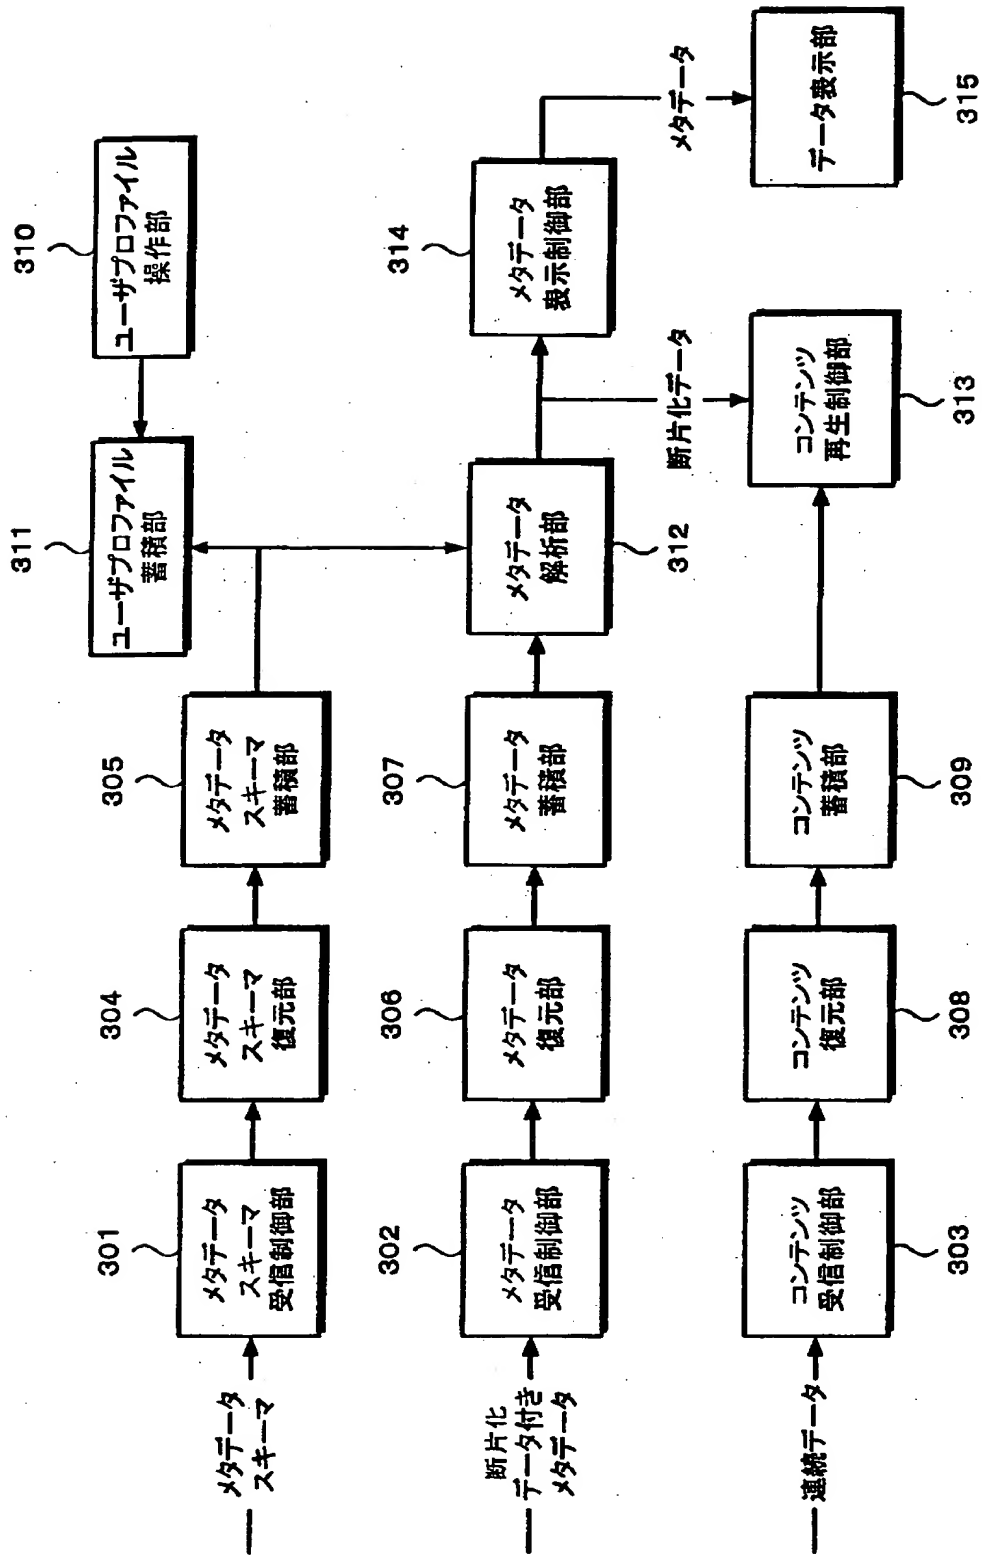 メタデータ
スキーマ
301
メタデータ
スキーマ
受信制御部
304
メタデータ
スキーマ
復元部
305
メタデータ
スキーマ
蓄積部
311
ユーザプロファイル
蓄積部
310
ユーザプロファイル
操作部
断片化
データ付き
メタデータ
302
メタデータ
受信制御部
306
メタデータ
復元部
307
メタデータ
蓄積部
メタデータ
解析部
312
314
メタデータ
表示制御部
断片化データ
メタデータ
連続データ
コンテンツ
受信制御部
303
コンテンツ
復元部
308
コンテンツ
蓄積部
309
コンテンツ
再生制御部
313
データ表示部
315